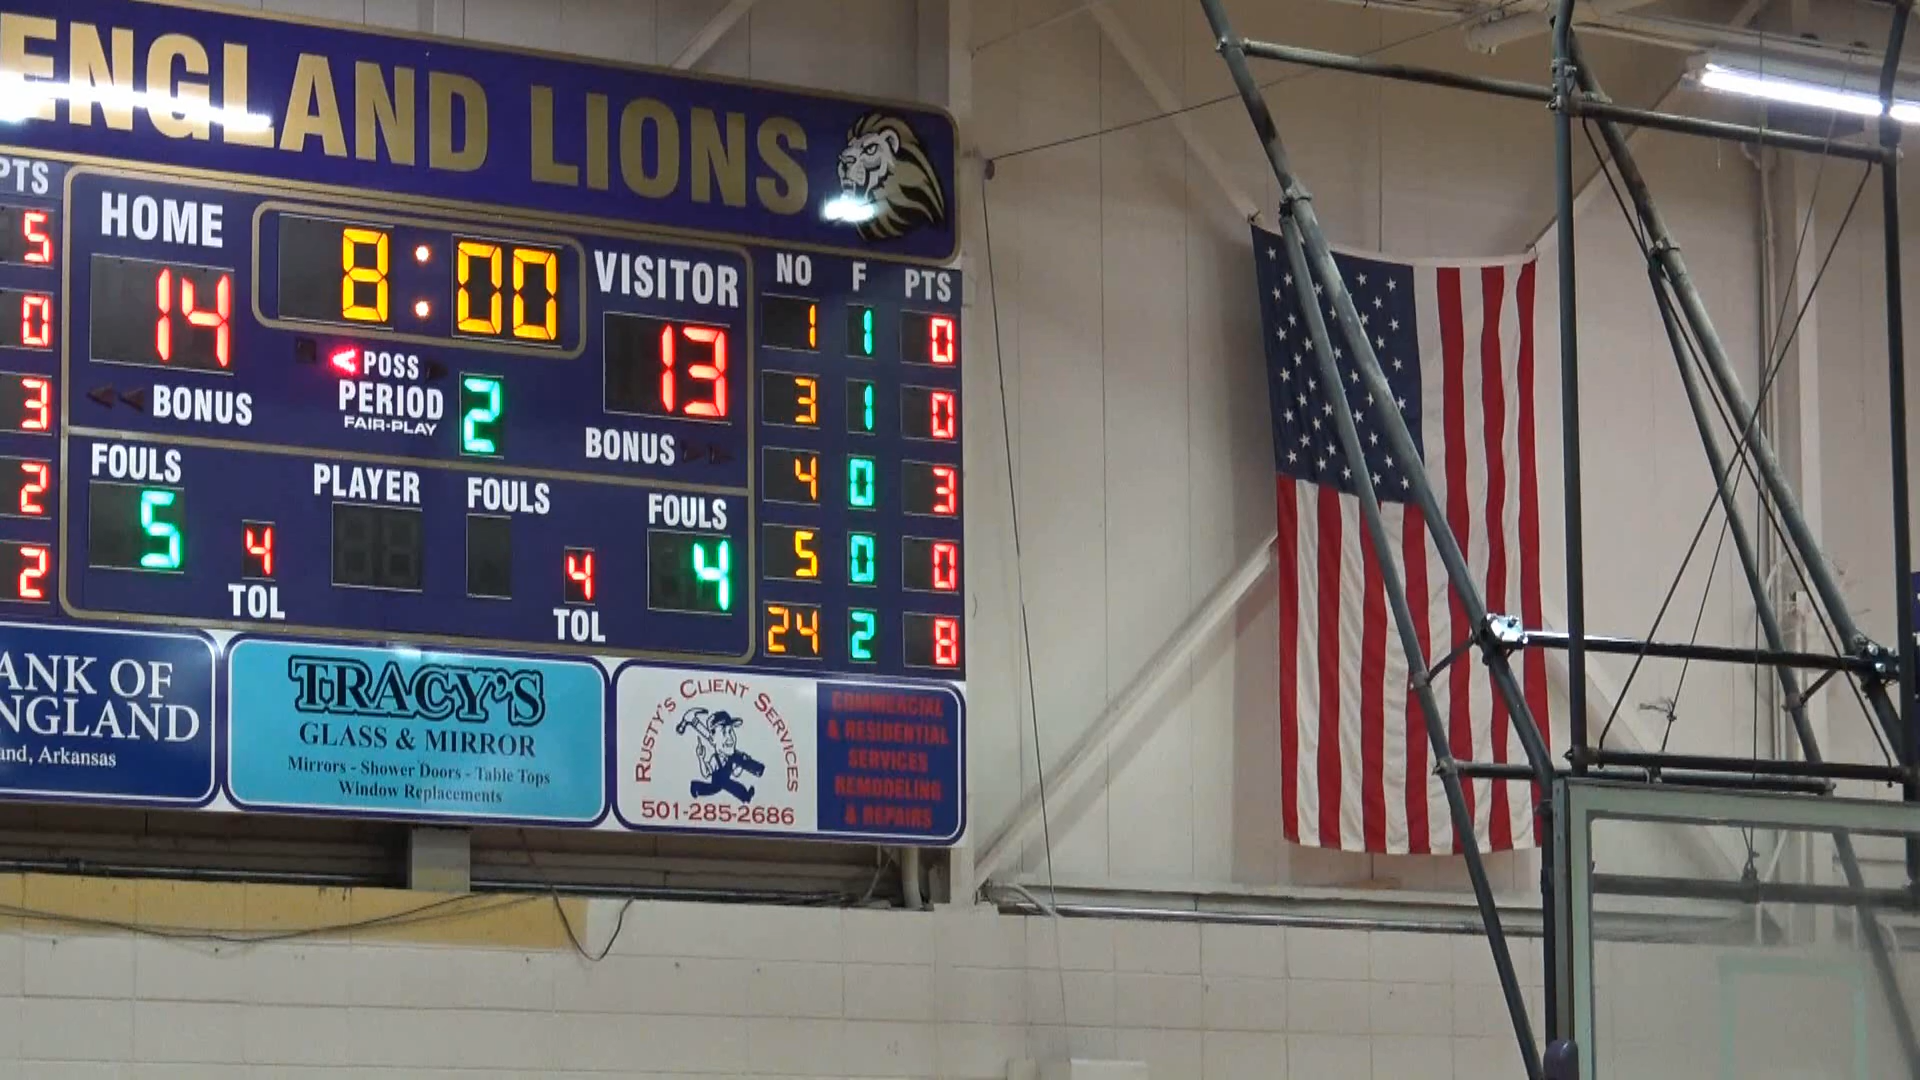 ENGLAND LIONS
PTS
5
0
3
2
2
HOME
14
BONUS
8:00
POSS
PERIOD
FAIR-PLAY
2
VISITOR
13
BONUS
FOULS
5
4
TOL
PLAYER
FOULS
4
TOL
FOULS
4
NO F PTS
1 1 0
3 1 0
4 0 3
5 0 0
24 2 8
ANK OF
NGLAND
and, Arkansas
TRACY'S
GLASS & MIRROR
Mirrors - Shower Doors - Table Tops
Window Replacements
RUSTY'S CLIENT SERVICES
501-285-2686
COMMERCIAL
& RESIDENTIAL
SERVICES
REMODELING
& REPAIRS